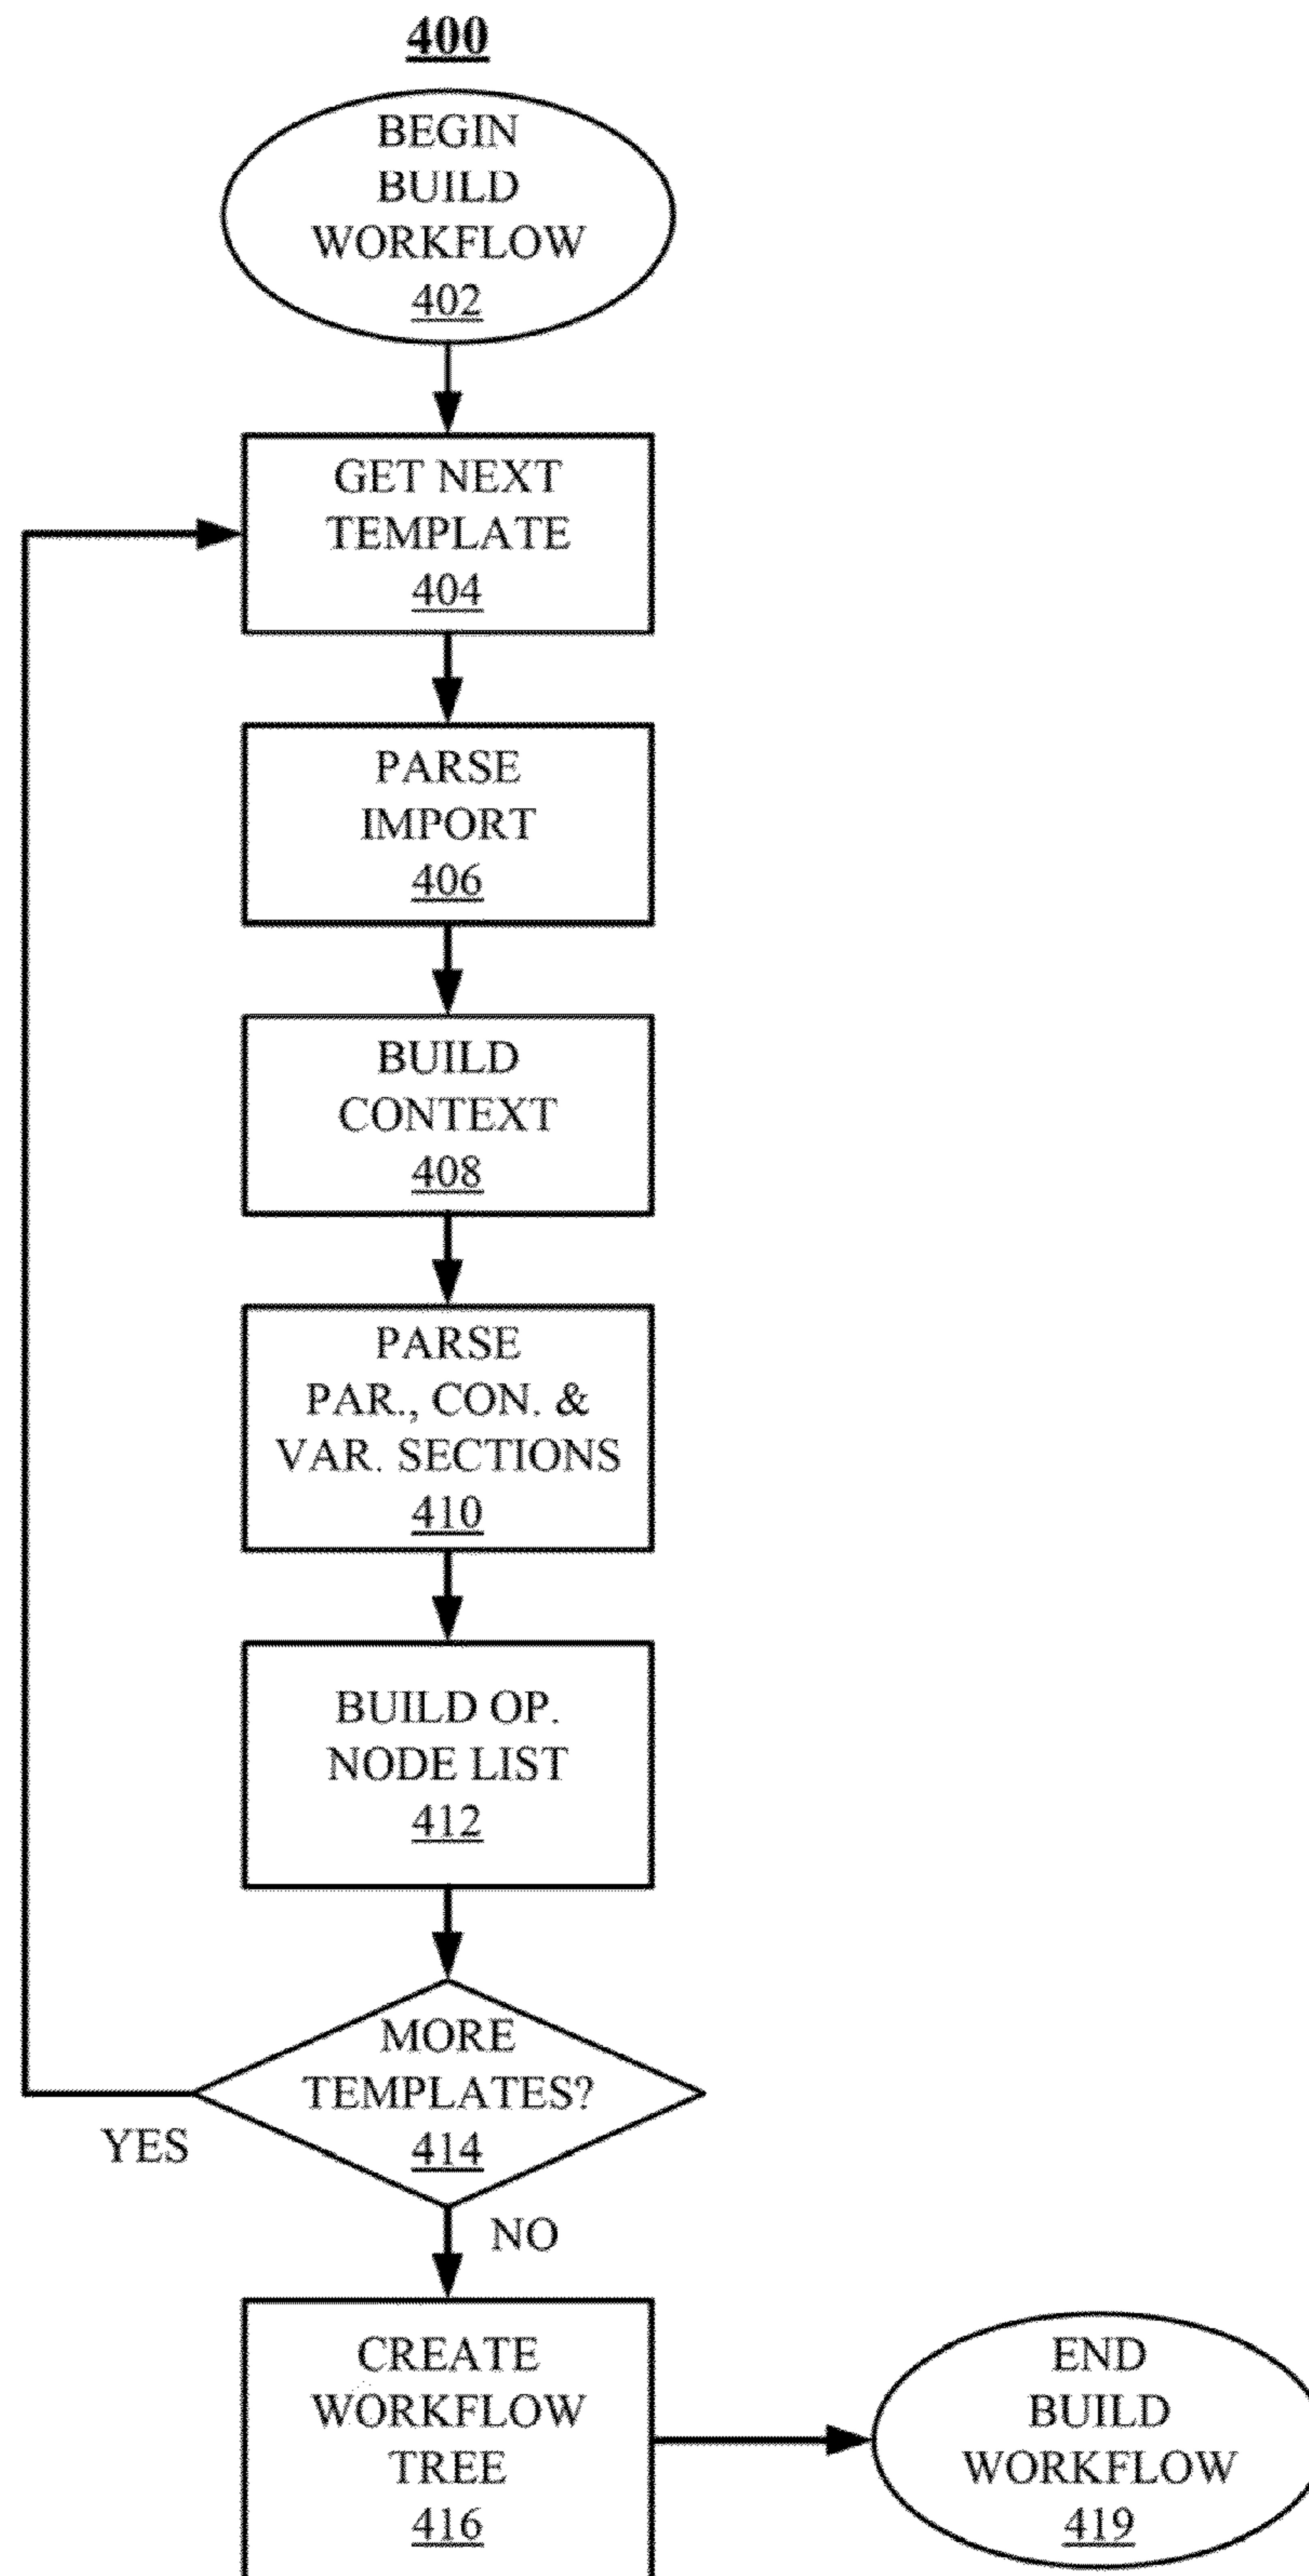 400
BEGIN
BUILD
WORKFLOW
402
GET NEXT
TEMPLATE
404
PARSE
IMPORT
406
BUILD
CONTEXT
408
PARSE
PAR., CON. &
VAR. SECTIONS
410
BUILD OP.
NODE LIST
412
MORE
TEMPLATES?
414
YES
NO
CREATE
WORKFLOW
TREE
416
END
BUILD
WORKFLOW
419